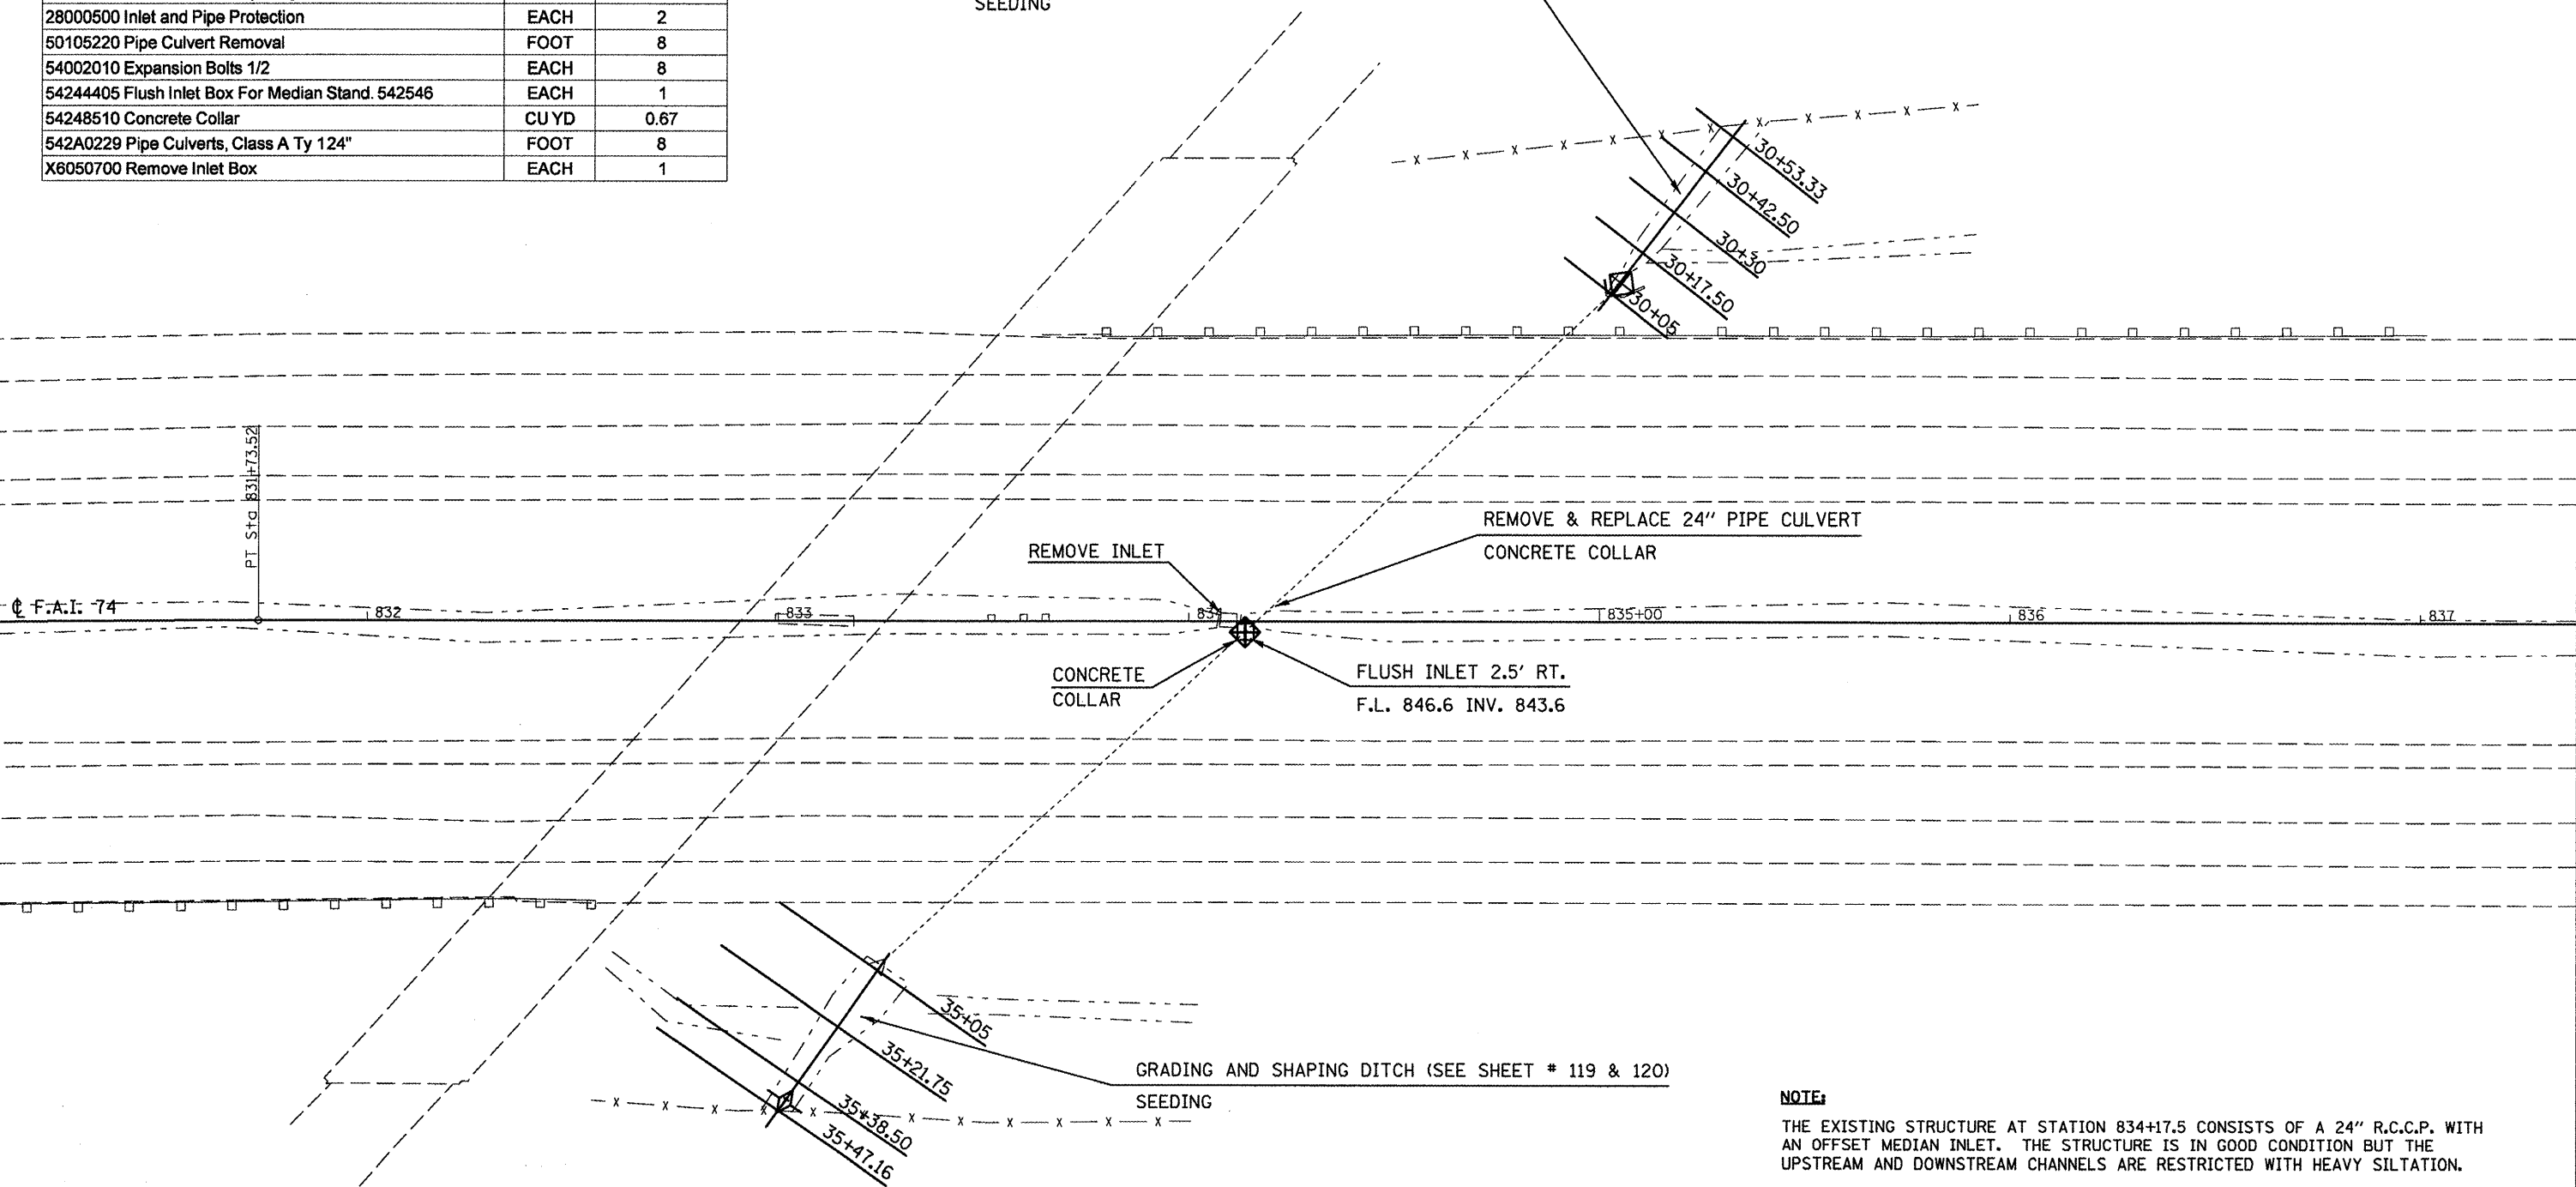 28000500 Inlet and Pipe Protection EACH 2
50105220 Pipe Culvert Removal FOOT 8
54002010 Expansion Bolts 1/2 EACH 8
54244405 Flush Inlet Box For Median Stand. 542546 EACH 1
54248510 Concrete Collar CU YD 0.67
542A0229 Pipe Culverts, Class A Ty 1 24" FOOT 8
X6050700 Remove Inlet Box EACH 1
SEEDING
30+53.33
30+42.50
30+30
30+17.50
30+05
PT Sta 831+73.52
REMOVE & REPLACE 24" PIPE CULVERT
CONCRETE COLLAR
REMOVE INLET
℄ F.A.I. 74
832
833
834
835+00
836
837
CONCRETE
COLLAR
FLUSH INLET 2.5' RT.
F.L. 846.6 INV. 843.6
35+05
35+21.75
35+38.50
35+47.16
GRADING AND SHAPING DITCH (SEE SHEET # 119 & 120)
SEEDING
NOTE:
THE EXISTING STRUCTURE AT STATION 834+17.5 CONSISTS OF A 24" R.C.C.P. WITH
AN OFFSET MEDIAN INLET. THE STRUCTURE IS IN GOOD CONDITION BUT THE
UPSTREAM AND DOWNSTREAM CHANNELS ARE RESTRICTED WITH HEAVY SILTATION.